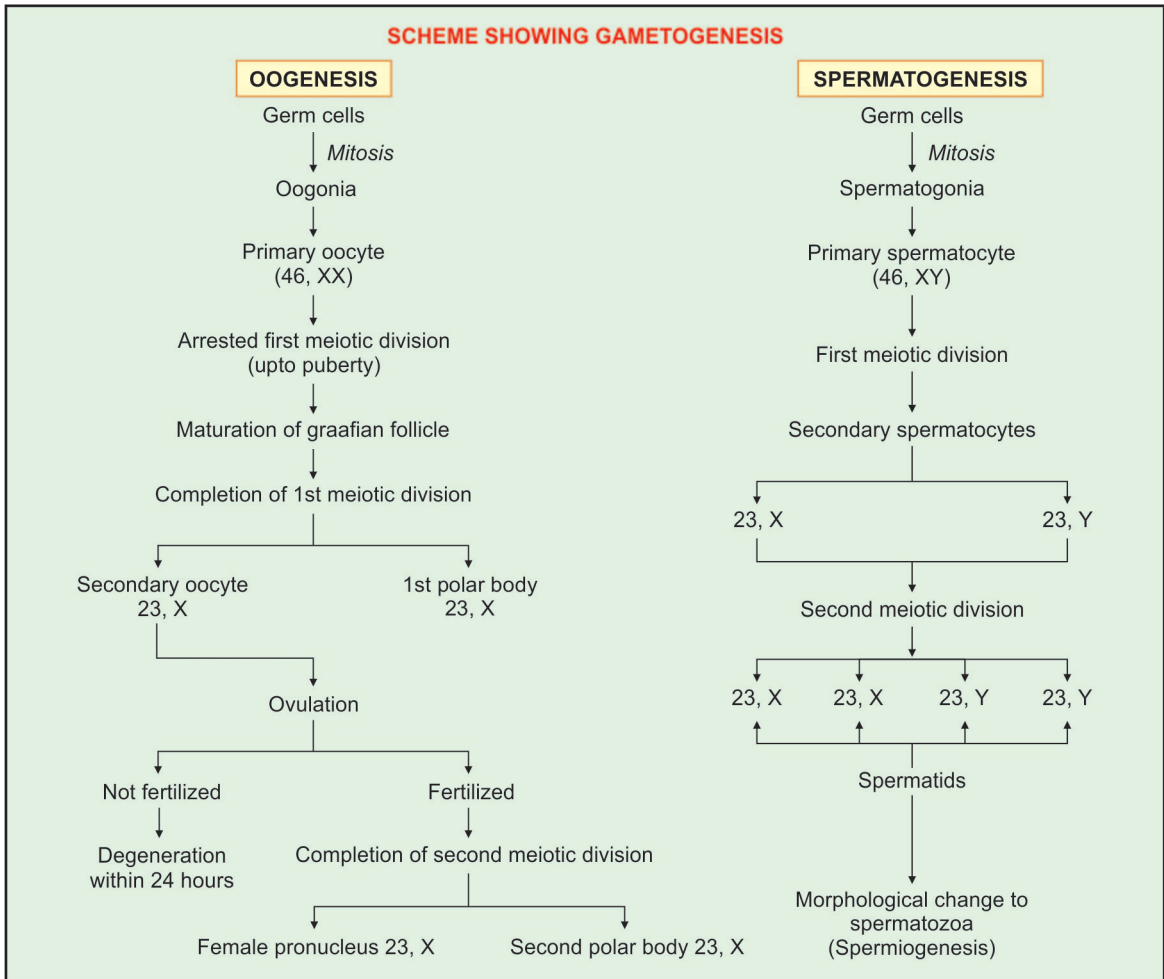 SCHEME SHOWING GAMETOGENESIS
OOGENESIS
Germ cells
Mitosis
Oogonia
Primary oocyte
(46, XX)
Arrested first meiotic division
(upto puberty)
Maturation of graafian follicle
Completion of 1st meiotic division
Secondary oocyte
23, X
1st polar body
23, X
Ovulation
Not fertilized
Degeneration
within 24 hours
Fertilized
Completion of second meiotic division
Female pronucleus 23, X
Second polar body 23, X
SPERMATOGENESIS
Germ cells
Mitosis
Spermatogonia
Primary spermatocyte
(46, XY)
First meiotic division
Secondary spermatocytes
23, X
23, Y
Second meiotic division
23, X
23, X
23, Y
23, Y
Spermatids
Morphological change to
spermatozoa
(Spermiogenesis)